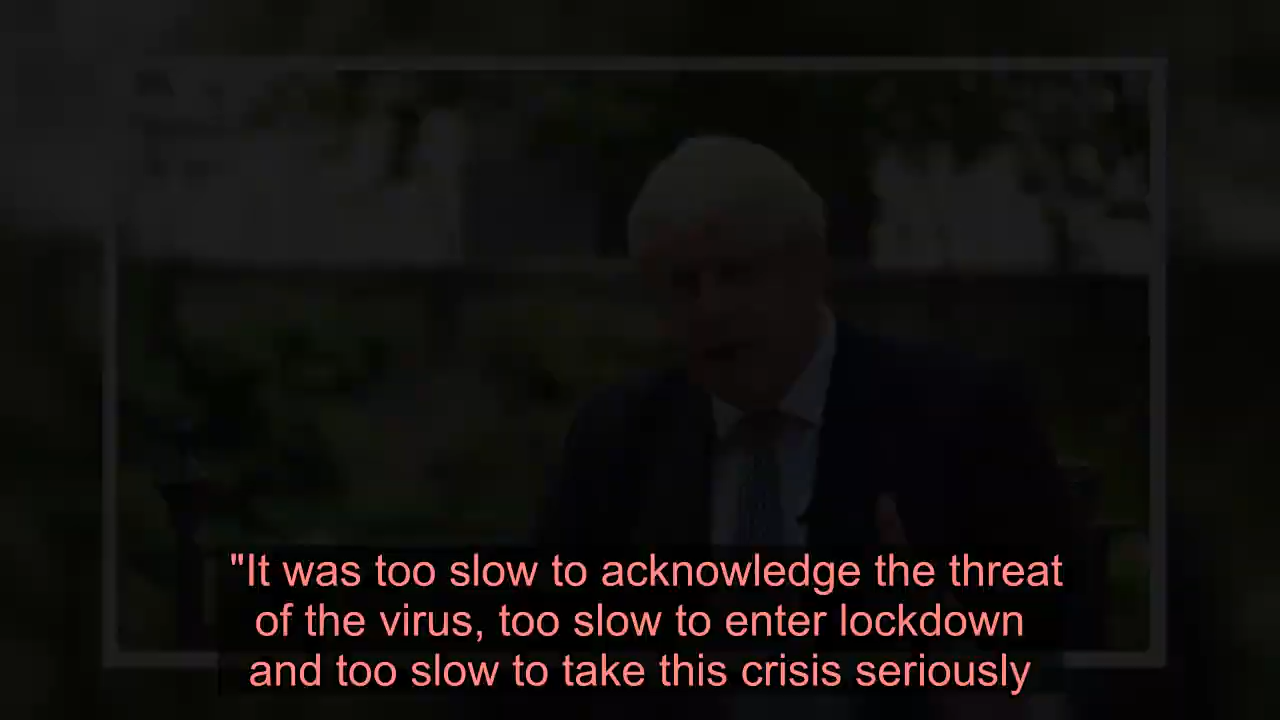 "It was too slow to acknowledge the threat
of the virus, too slow to enter lockdown
and too slow to take this crisis seriously